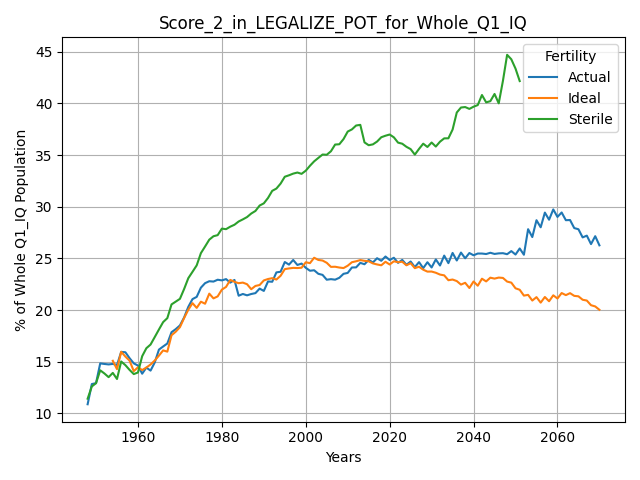 Score_2_in_LEGALIZE_POT_for_Whole_Q1_IQ
% of Whole Q1_IQ Population
45
40
35
30
25
20
15
10
Fertility
Actual
Ideal
Sterile
1960
1980
2000
2020
2040
2060
Years